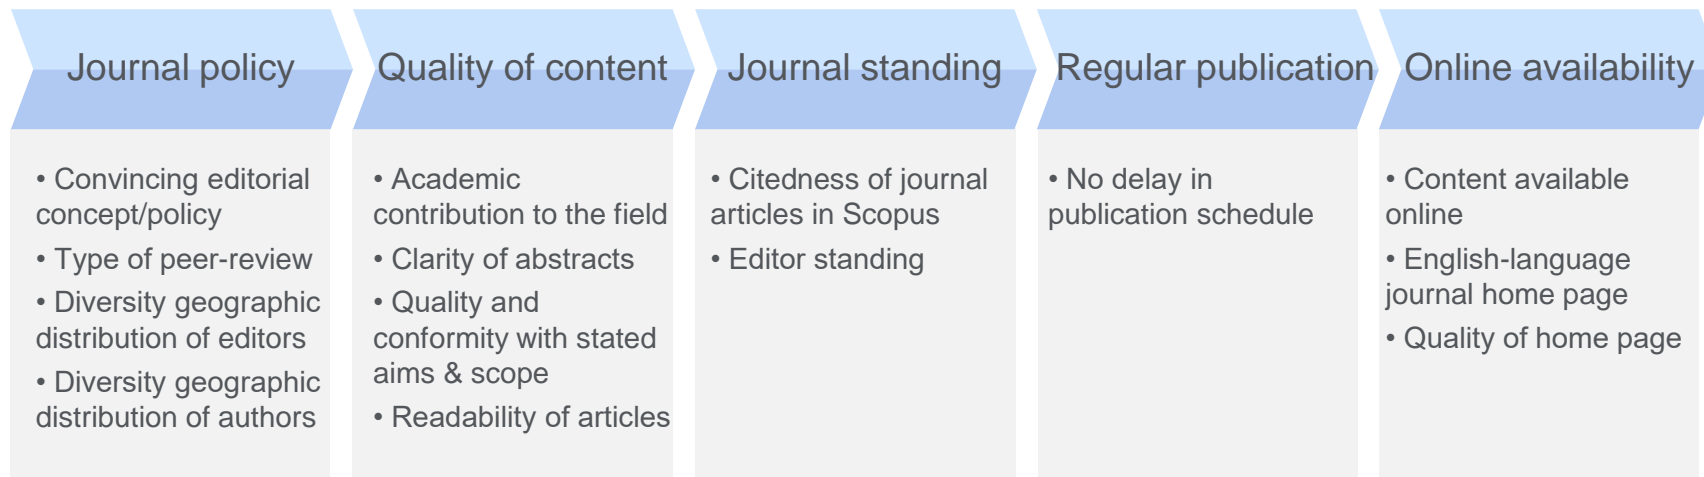 Journal policy
• Convincing editorial
concept/policy
• Type of peer-review
• Diversity geographic
distribution of editors
• Diversity geographic
distribution of authors
Quality of content
• Academic
contribution to the field
• Clarity of abstracts
• Quality and
conformity with stated
aims & scope
• Readability of articles
Journal standing
• Citedness of journal
articles in Scopus
• Editor standing
Regular publication
• No delay in
publication schedule
Online availability
• Content available
online
• English-language
journal home page
• Quality of home page